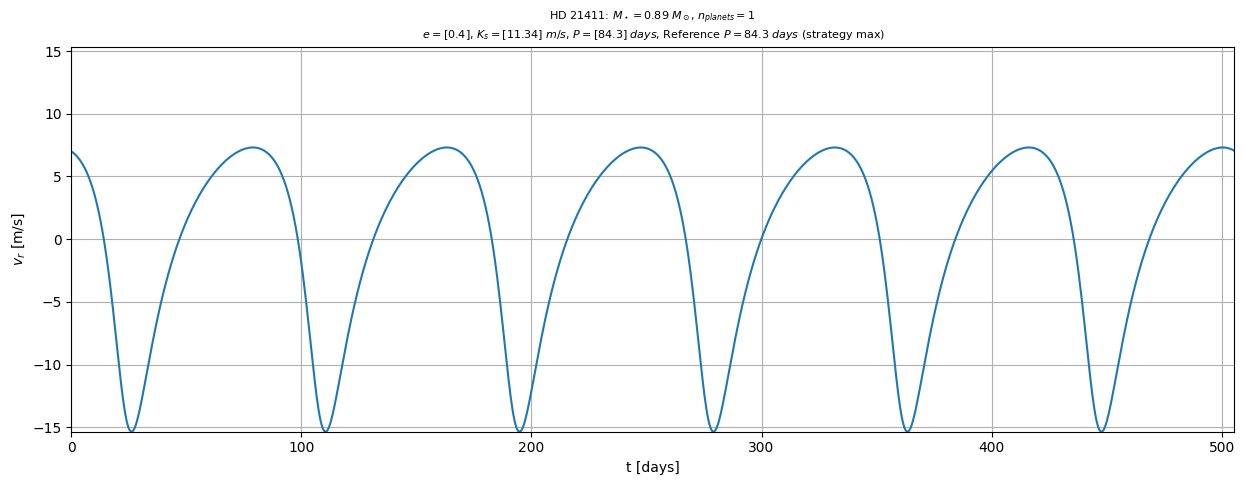 HD 21411: $M_\star = 0.89\ M_\odot$, $n_{planets} = 1$
$e = [0.4]$, $K_s = [11.34]\ m/s$, $P = [84.3]\ days$, Reference $P = 84.3\ days$ (strategy max)
15
10
5
0
−5
−10
−15
$v_r$ [m/s]
0 100 200 300 400 500
t [days]